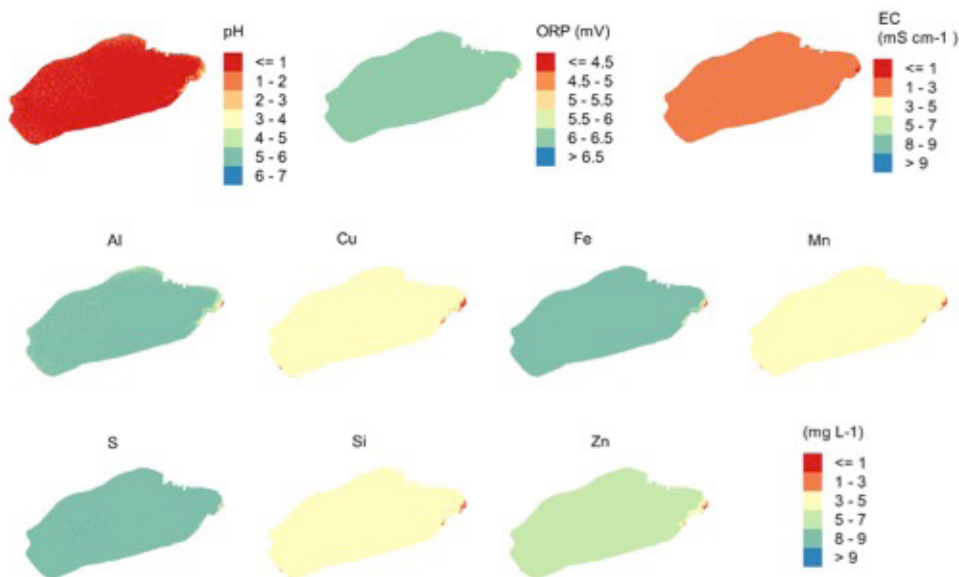 pH
<= 1
1 - 2
2 - 3
3 - 4
4 - 5
5 - 6
6 - 7
ORP (mV)
<= 4.5
4.5 - 5
5 - 5.5
5.5 - 6
6 - 6.5
> 6.5
EC
(mS cm-1 )
<= 1
1 - 3
3 - 5
5 - 7
8 - 9
> 9
Al
Cu
Fe
Mn
S
Si
Zn
(mg L-1)
<= 1
1 - 3
3 - 5
5 - 7
8 - 9
> 9